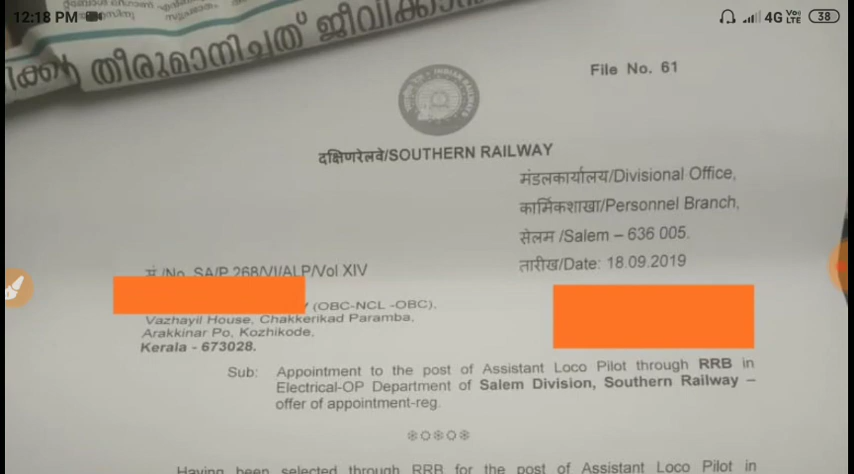 12:18 PM
4G VoLTE 38
തീരുമാനിച്ചത് ജീവിക്കാ
File No. 61
INDIAN RAILWAYS
दक्षिणरेलवे/SOUTHERN RAILWAY
मंडलकार्यालय/Divisional Office,
कार्मिकशाखा/Personnel Branch,
सेलम /Salem – 636 005.
तारीख/Date: 18.09.2019
सं /No. SA/P.268/VI/ALP/Vol XIV
(OBC-NCL -OBC),
Vazhayil House, Chakkerikad Paramba,
Arakkinar Po, Kozhikode,
Kerala - 673028.
Sub: Appointment to the post of Assistant Loco Pilot through RRB in
Electrical-OP Department of Salem Division, Southern Railway –
offer of appointment-reg.
Having been selected through RRB for the post of Assistant Loco Pilot in